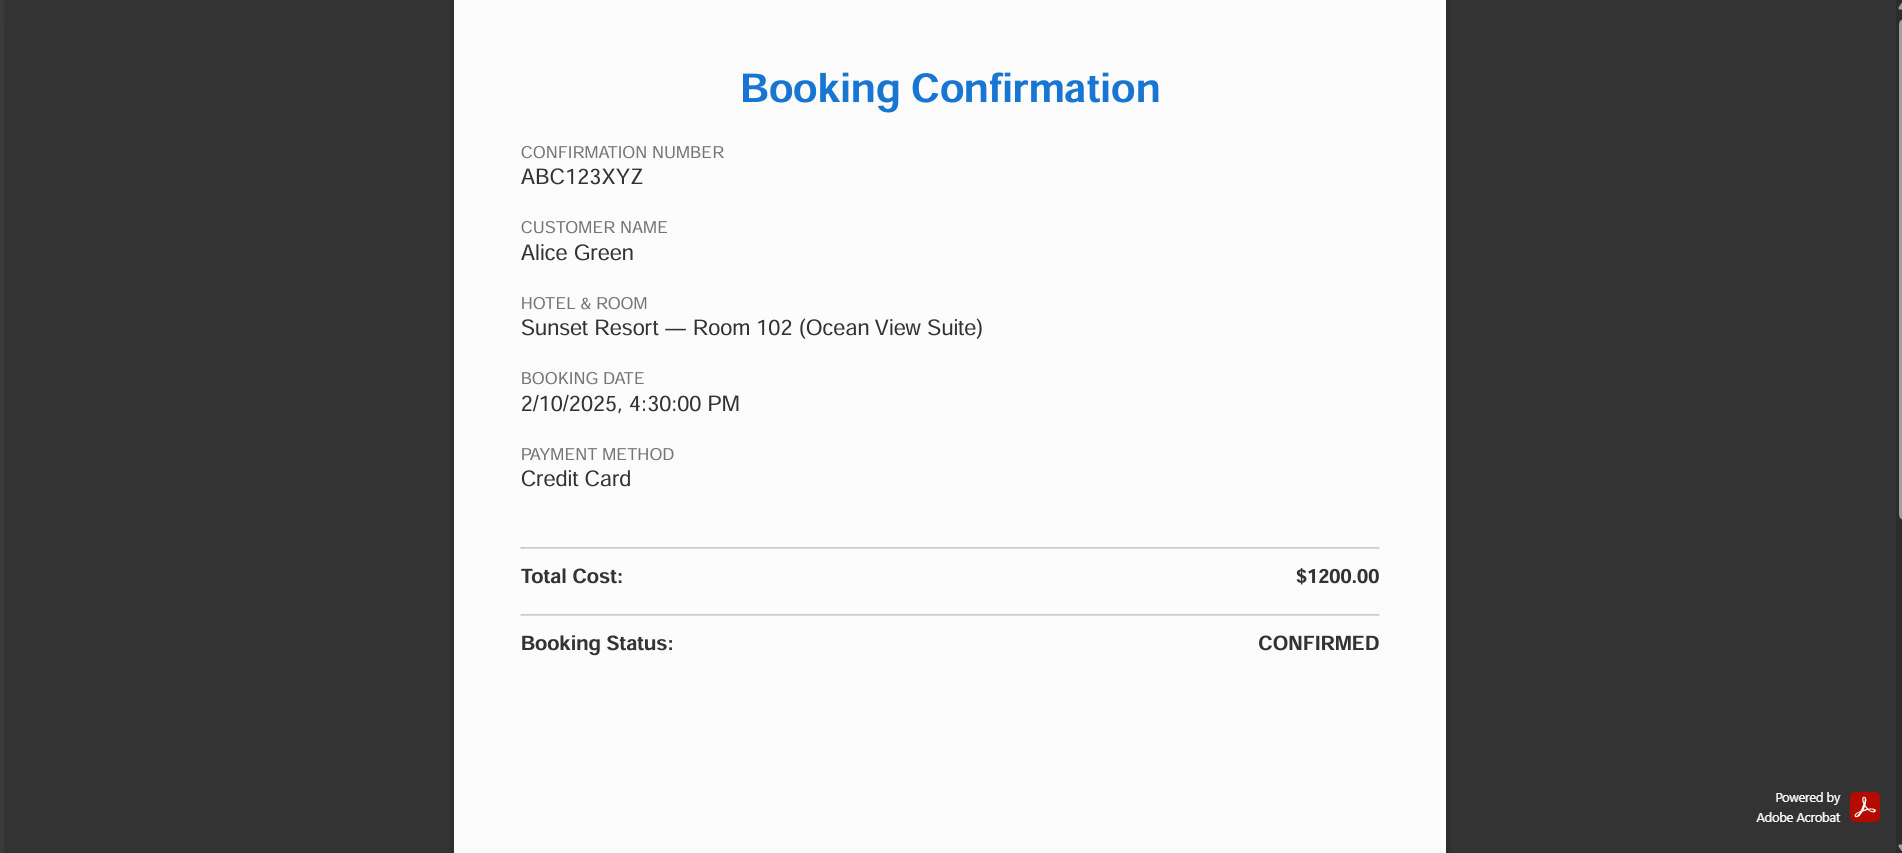 Booking Confirmation
CONFIRMATION NUMBER
ABC123XYZ
CUSTOMER NAME
Alice Green
HOTEL & ROOM
Sunset Resort — Room 102 (Ocean View Suite)
BOOKING DATE
2/10/2025, 4:30:00 PM
PAYMENT METHOD
Credit Card
Total Cost: $1200.00
Booking Status: CONFIRMED
Powered by
Adobe Acrobat